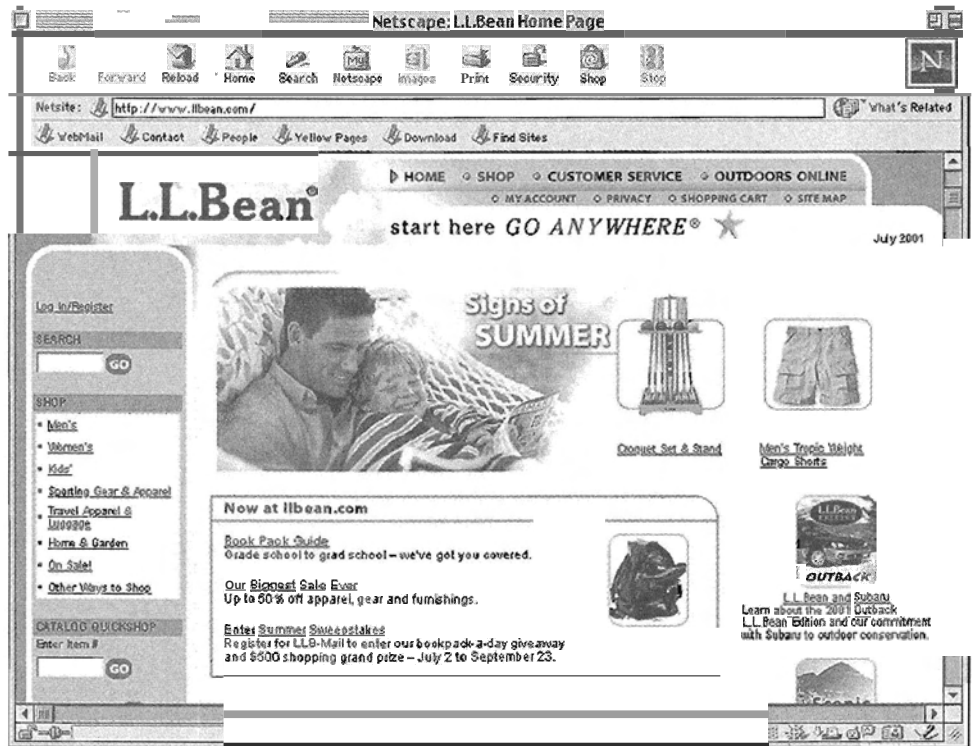 Netscape: L.L.Bean Home Page
Back Forward Reload Home Search Netscape Images Print Security Shop Stop
My
N
Netsite: http://www.llbean.com/ What's Related
WebMail Contact People Yellow Pages Download Find Sites
HOME SHOP CUSTOMER SERVICE OUTDOORS ONLINE
L.L.Bean®
MY ACCOUNT PRIVACY SHOPPING CART SITE MAP
start here GO ANYWHERE®
July 2001
Log In/Register
SEARCH
GO
SHOP
Men's
Women's
Kids'
Sporting Gear & Apparel
Travel Apparel &
Luggage
Home & Garden
On Sale!
Other Ways to Shop
CATALOG QUICKSHOP
Enter Item #
GO
Signs of
SUMMER
Croquet Set & Stand
Men's Tropic Weight
Cargo Shorts
Now at llbean.com
Book Pack Guide
Grade school to grad school – we've got you covered.
Our Biggest Sale Ever
Up to 50% off apparel, gear and furnishings.
Enter Summer Sweepstakes
Register for LLB-Mail to enter our bookpack-a-day giveaway
and $500 shopping grand prize – July 2 to September 23.
L.L.Bean
OUTBACK
L.L.Bean and Subaru
Learn about the 2001 Outback
L.L.Bean Edition and our commitment
with Subaru to outdoor conservation.